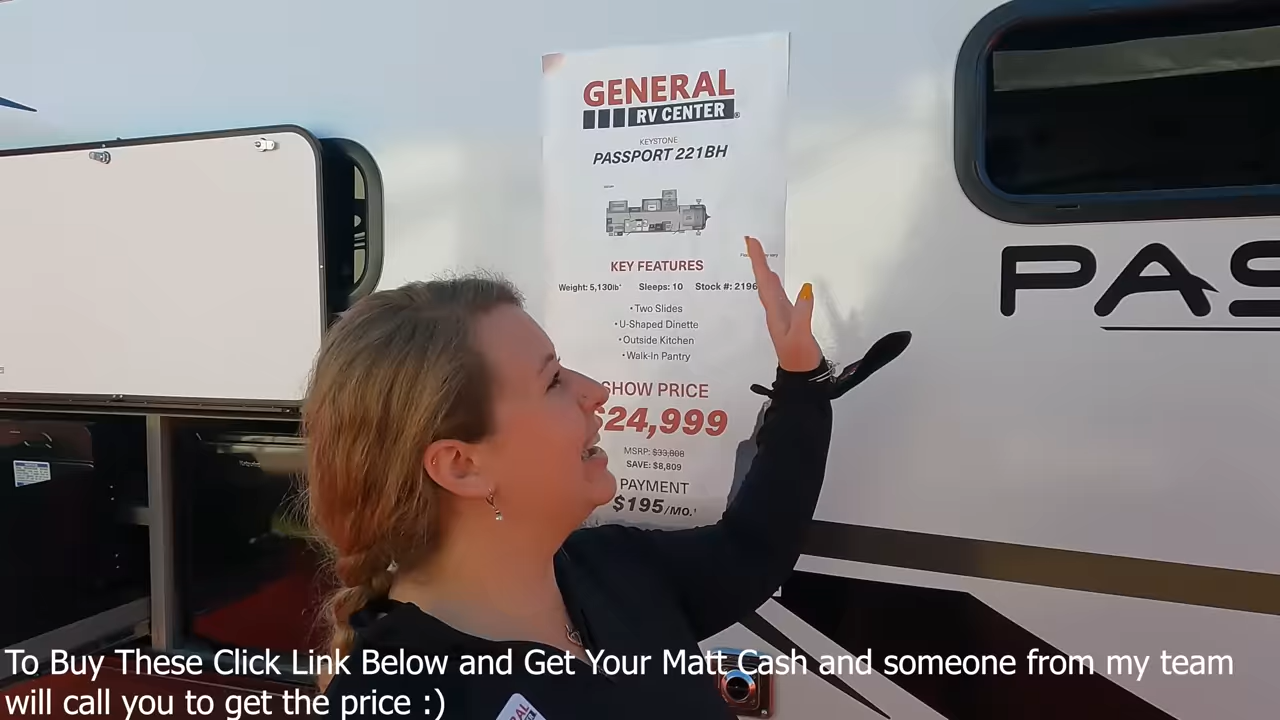 GENERAL
RV CENTER
KEYSTONE
PASSPORT 221BH
KEY FEATURES
Weight: 5,130lb* Sleeps: 10 Stock #: 2196
• Two Slides
• U-Shaped Dinette
• Outside Kitchen
• Walk-In Pantry
SHOW PRICE
$24,999
MSRP: $33,808
SAVE: $8,809
PAYMENT
$195/MO.¹
PAS
To Buy These Click Link Below and Get Your Matt Cash and someone from my team
will call you to get the price :)